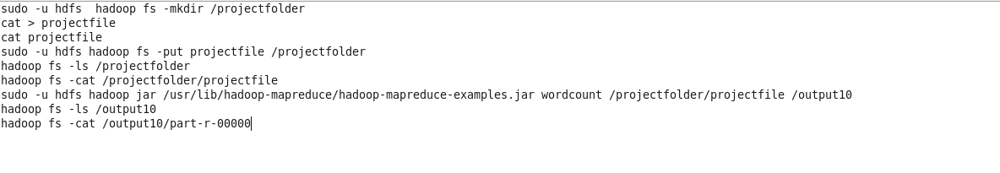 sudo -u hdfs  hadoop fs -mkdir /projectfolder
cat > projectfile
cat projectfile
sudo -u hdfs hadoop fs -put projectfile /projectfolder
hadoop fs -ls /projectfolder
hadoop fs -cat /projectfolder/projectfile
sudo -u hdfs hadoop jar /usr/lib/hadoop-mapreduce/hadoop-mapreduce-examples.jar wordcount /projectfolder/projectfile /output10
hadoop fs -ls /output10
hadoop fs -cat /output10/part-r-00000